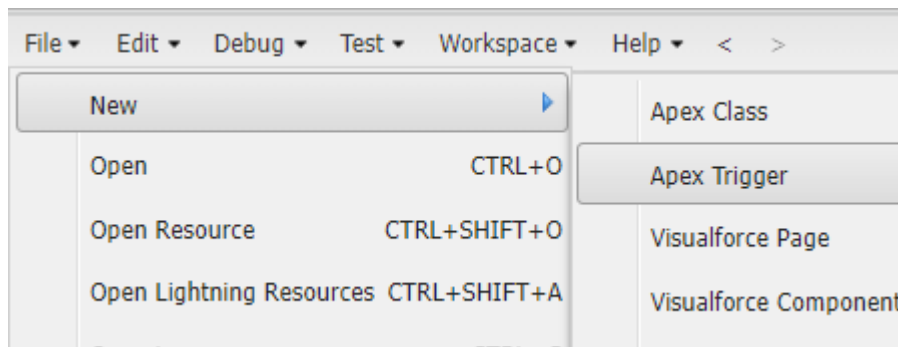 File Edit Debug Test Workspace Help < >
New
Apex Class
Open CTRL+O
Apex Trigger
Open Resource CTRL+SHIFT+O
Visualforce Page
Open Lightning Resources CTRL+SHIFT+A
Visualforce Component